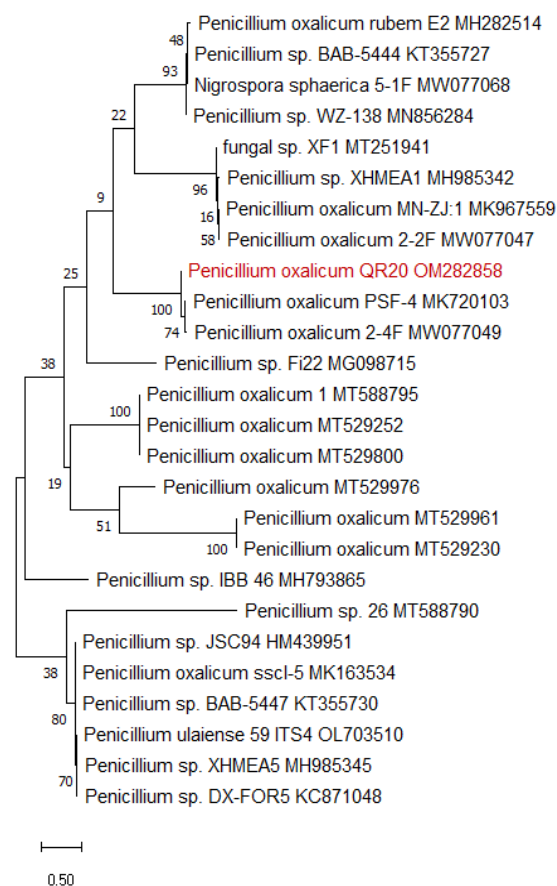 Penicillium oxalicum rubem E2 MH282514
48
Penicillium sp. BAB-5444 KT355727
93
Nigrospora sphaerica 5-1F MW077068
22
Penicillium sp. WZ-138 MN856284
fungal sp. XF1 MT251941
96
Penicillium sp. XHMEA1 MH985342
9
16
Penicillium oxalicum MN-ZJ:1 MK967559
58
Penicillium oxalicum 2-2F MW077047
25
Penicillium oxalicum QR20 OM282858
100
Penicillium oxalicum PSF-4 MK720103
74
Penicillium oxalicum 2-4F MW077049
38
Penicillium sp. Fi22 MG098715
Penicillium oxalicum 1 MT588795
100
Penicillium oxalicum MT529252
Penicillium oxalicum MT529800
19
Penicillium oxalicum MT529976
51
Penicillium oxalicum MT529961
100
Penicillium oxalicum MT529230
Penicillium sp. IBB 46 MH793865
Penicillium sp. 26 MT588790
Penicillium sp. JSC94 HM439951
38
Penicillium oxalicum sscl-5 MK163534
Penicillium sp. BAB-5447 KT355730
80
Penicillium ulaiense 59 ITS4 OL703510
Penicillium sp. XHMEA5 MH985345
70
Penicillium sp. DX-FOR5 KC871048
0.50